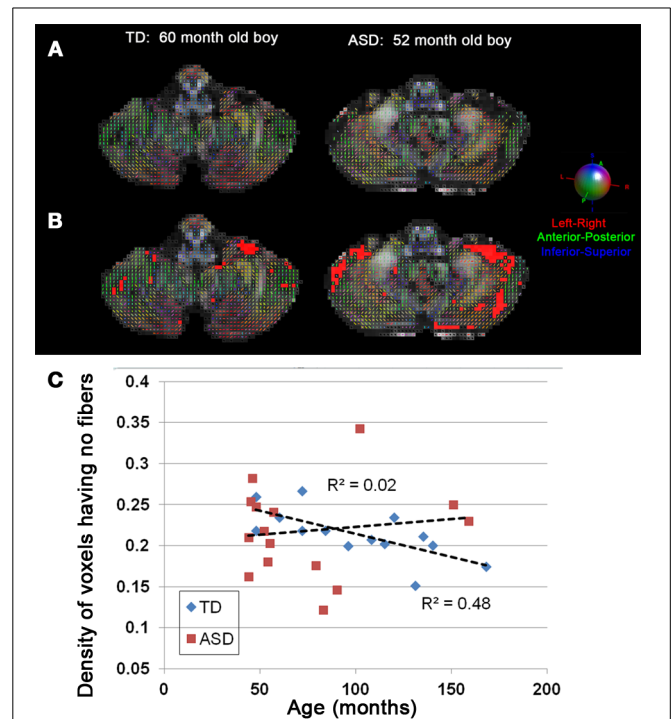 TD: 60 month old boy
ASD: 52 month old boy
A
L
A
P
R
Left-Right
Anterior-Posterior
Inferior-Superior
B
C
Density of voxels having no fibers
0.4
0.35
0.3
0.25
0.2
0.15
0.1
0.05
R² = 0.02
R² = 0.48
TD
ASD
0
50
100
150
200
Age (months)